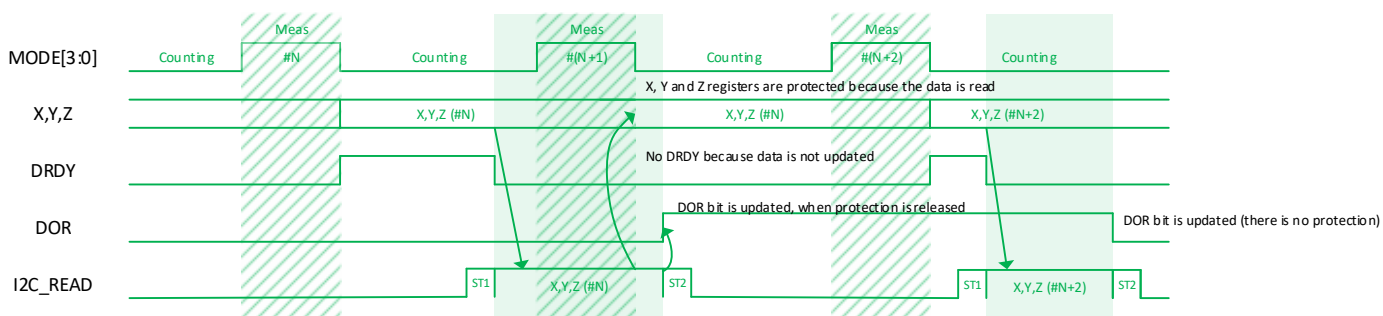 Meas
Meas
Meas
MODE[3:0]
Counting
#N
Counting
#(N+1)
Counting
#(N+2)
Counting
X, Y and Z registers are protected because the data is read
X,Y,Z
X,Y,Z (#N)
X,Y,Z (#N)
X,Y,Z (#N+2)
No DRDY because data is not updated
DRDY
DOR bit is updated, when protection is released
DOR bit is updated (there is no protection)
DOR
I2C_READ
ST1
X,Y,Z (#N)
ST2
ST1
X,Y,Z (#N+2)
ST2